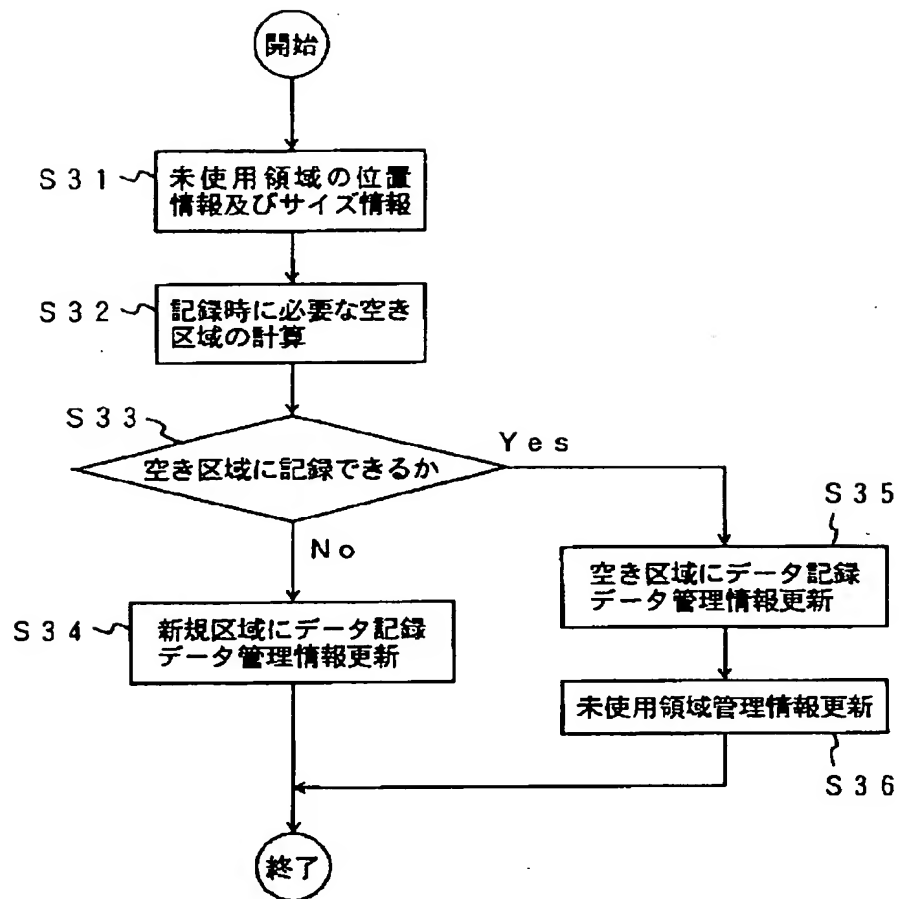 開始
S31
未使用領域の位置
情報及びサイズ情報
S32
記録時に必要な空き
区域の計算
S33
空き区域に記録できるか
Yes
No
S34
新規区域にデータ記録
データ管理情報更新
S35
空き区域にデータ記録
データ管理情報更新
未使用領域管理情報更新
S36
終了